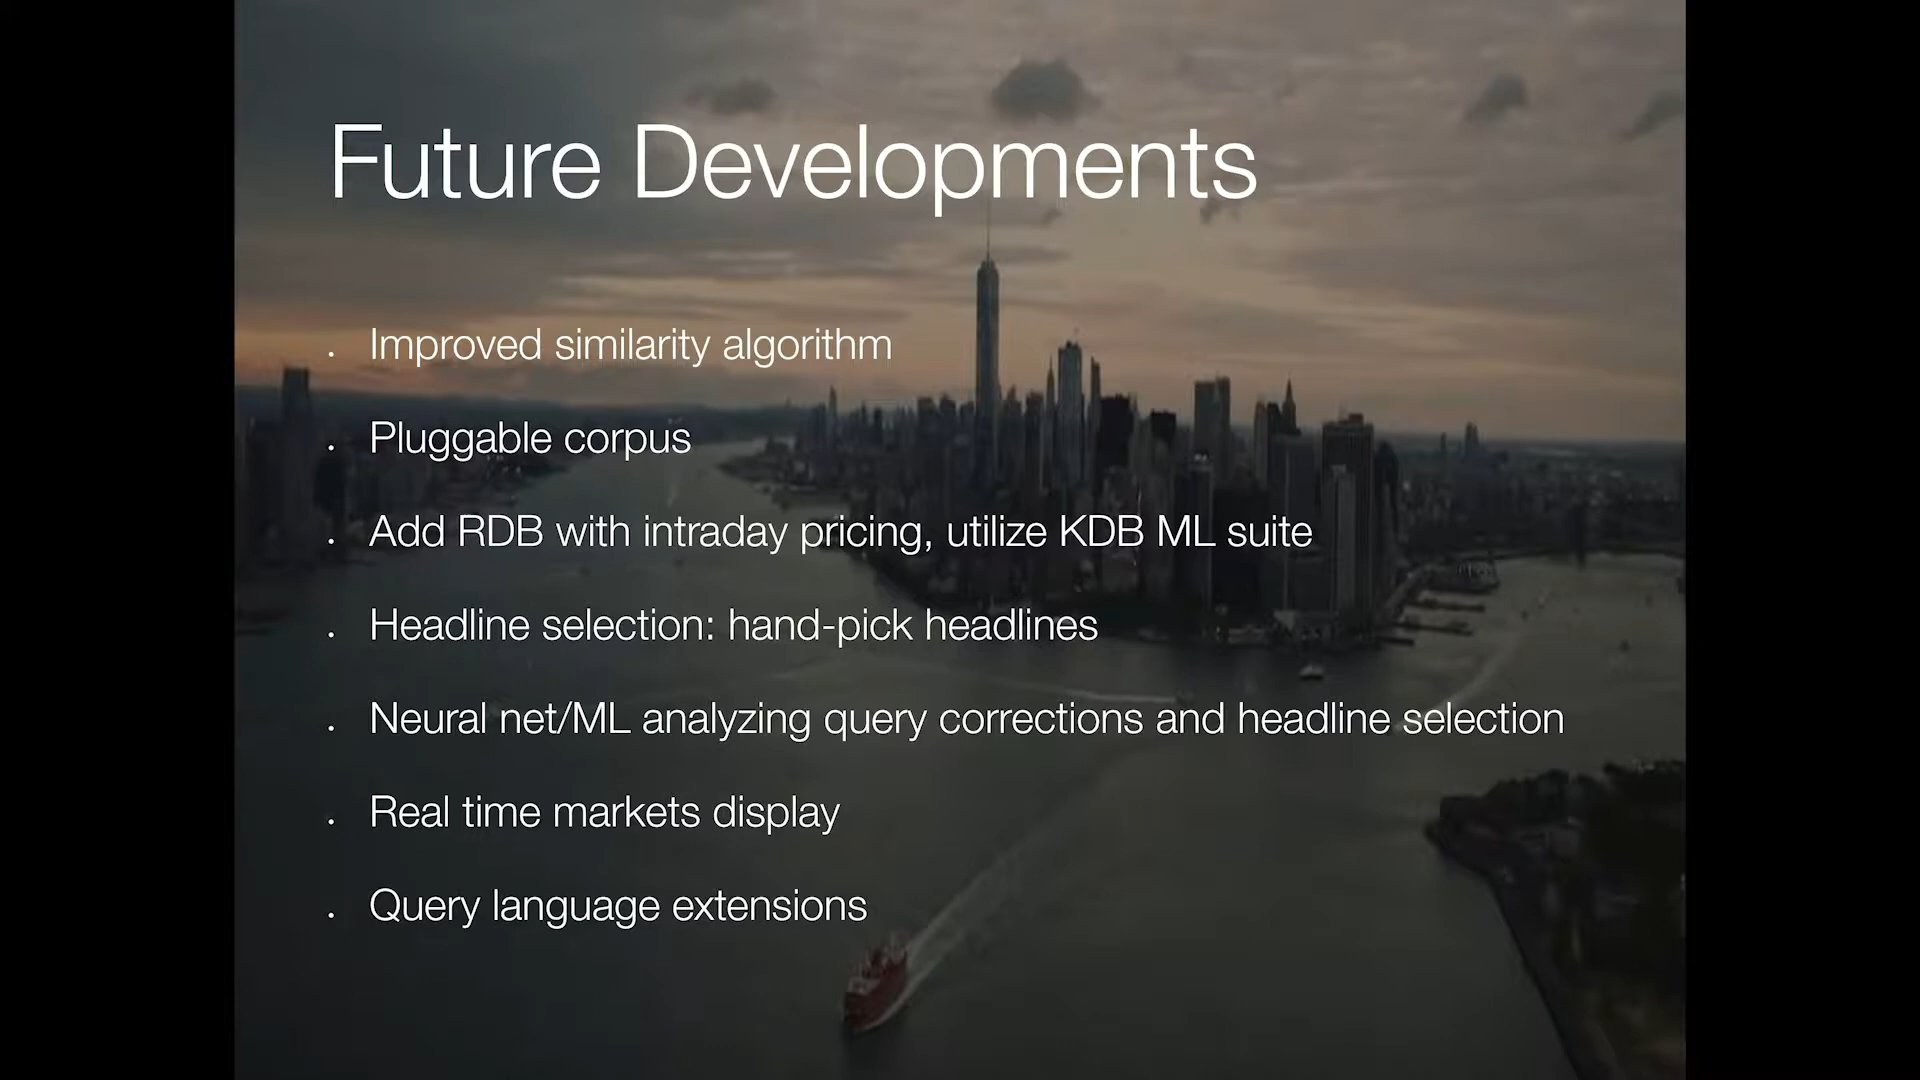 Future Developments
Improved similarity algorithm
Pluggable corpus
Add RDB with intraday pricing, utilize KDB ML suite
Headline selection: hand-pick headlines
Neural net/ML analyzing query corrections and headline selection
Real time markets display
Query language extensions